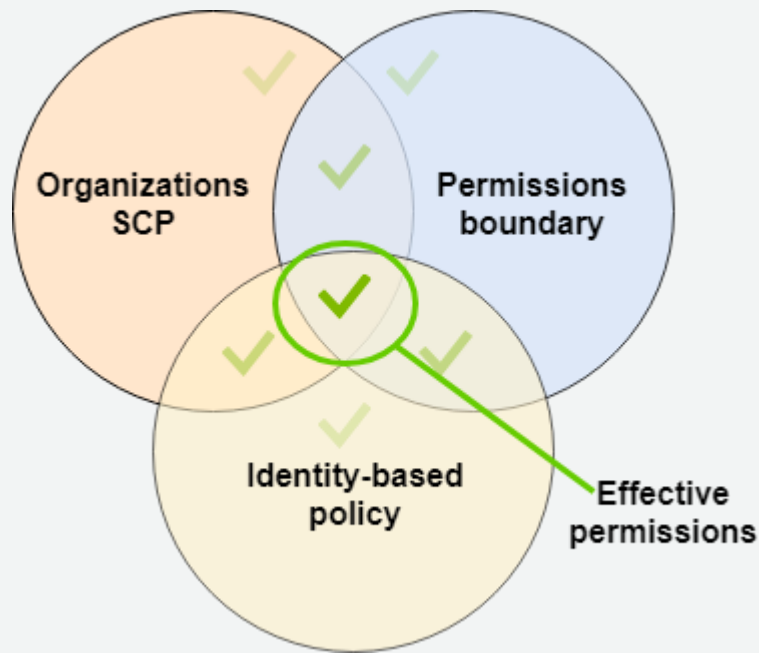 Organizations
SCP
Permissions
boundary
Identity-based
policy
Effective
permissions